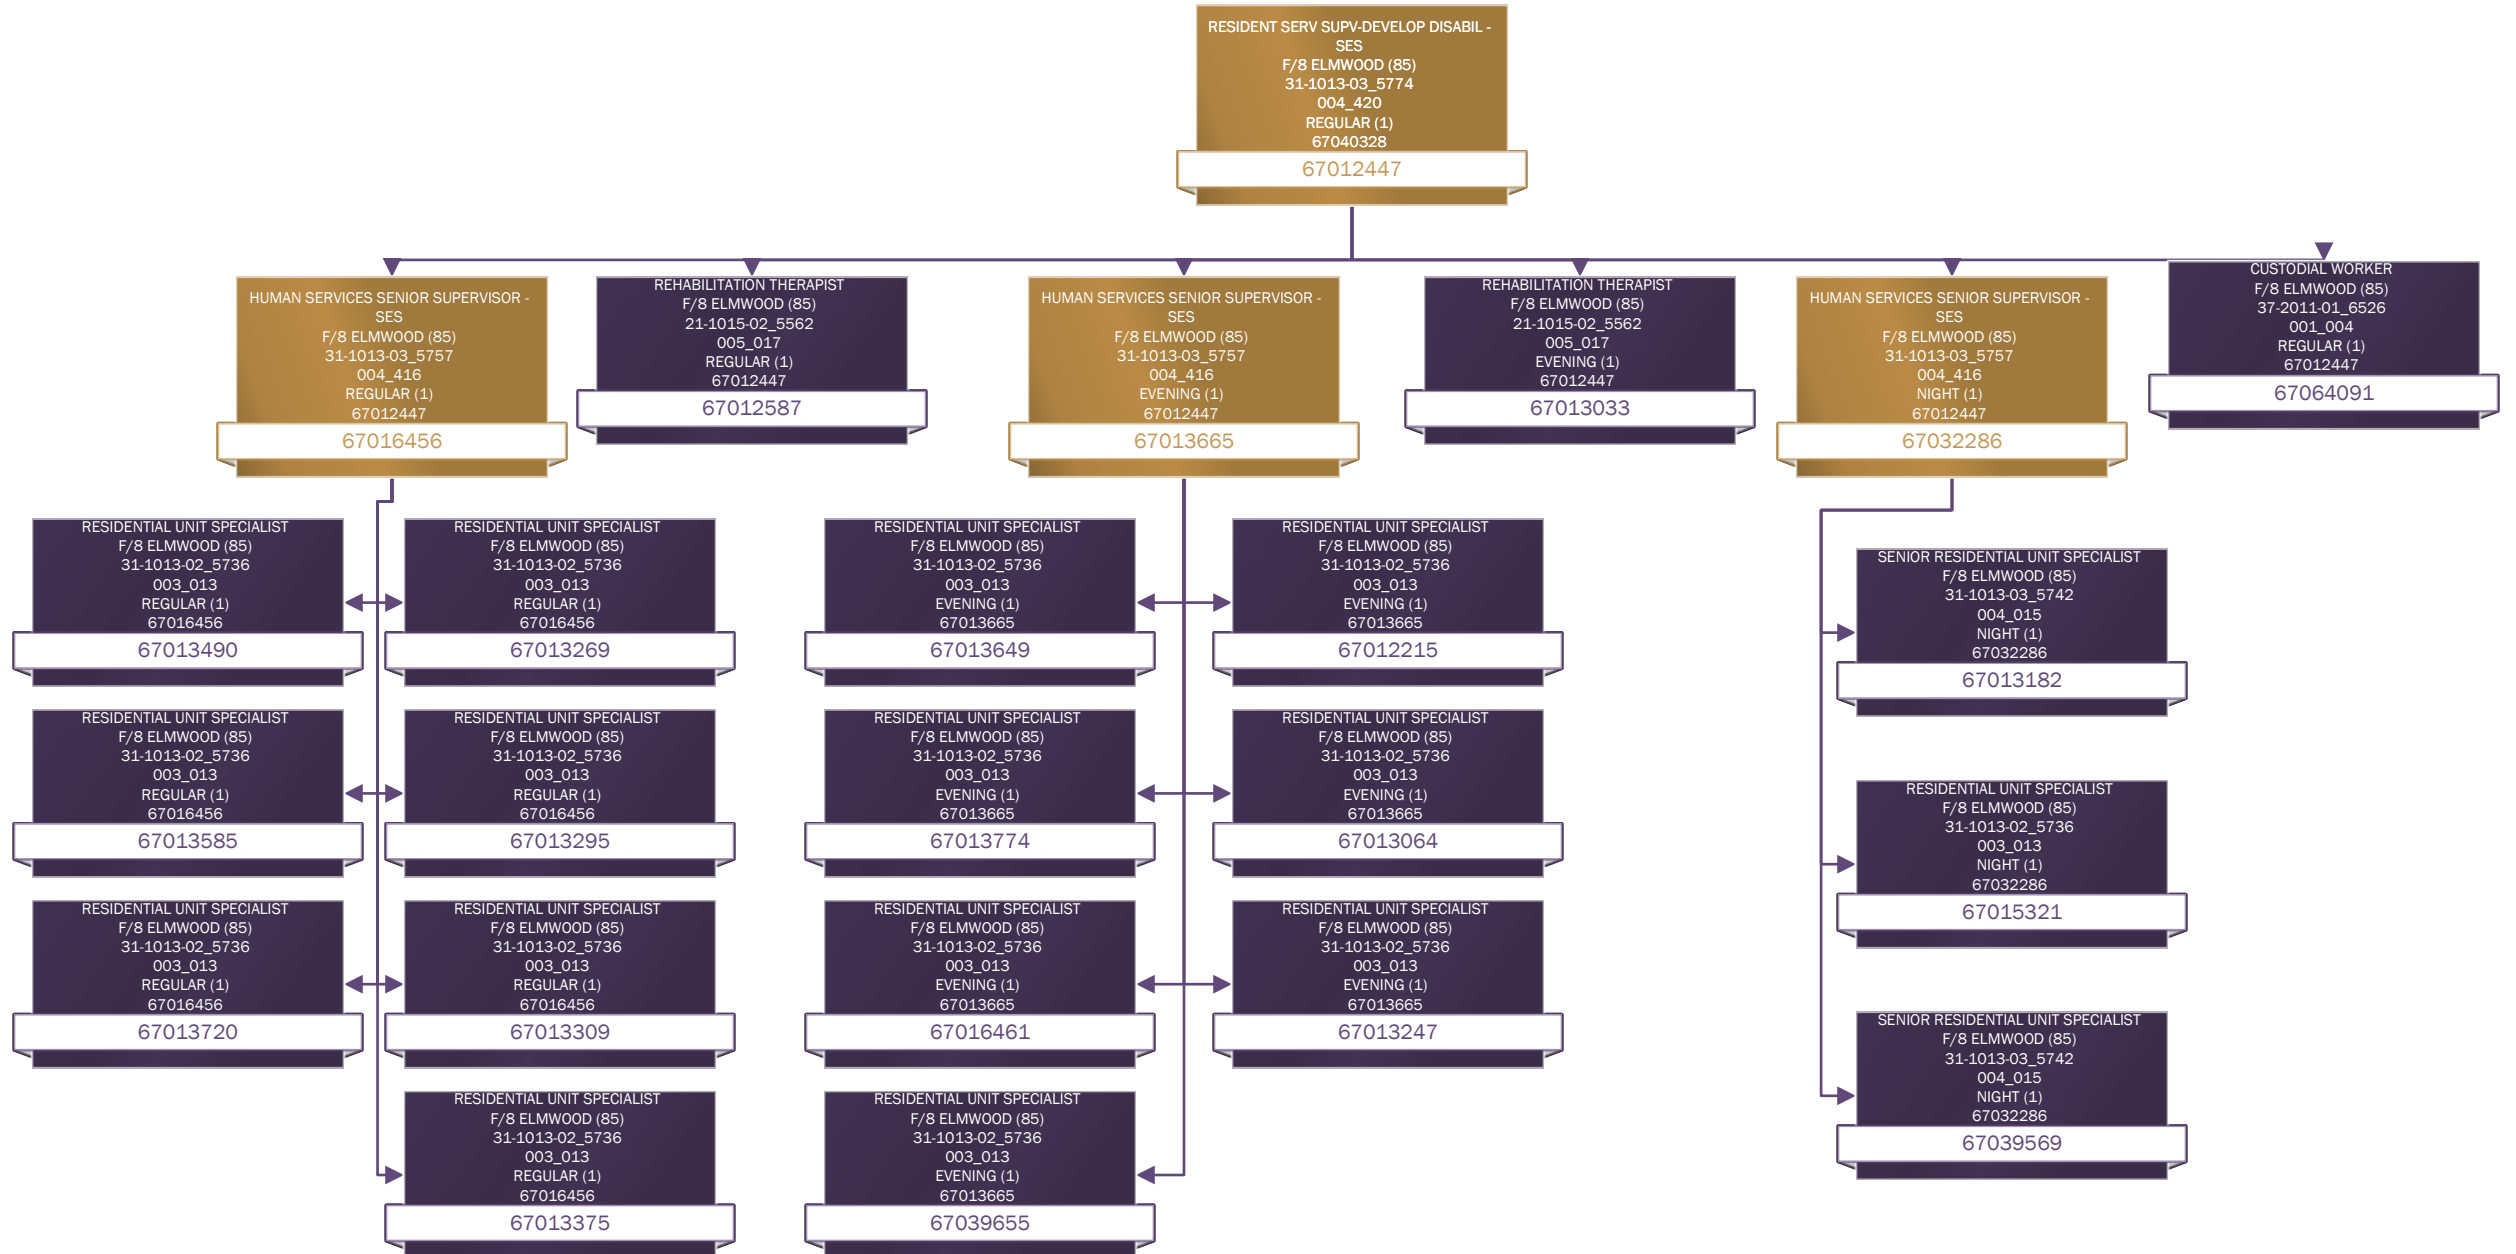 RESIDENT SERV SUPV-DEVELOP DISABIL -
SES
F/8 ELMWOOD (85)
31-1013-03_5774
004_420
REGULAR (1)
67040328
67012447
HUMAN SERVICES SENIOR SUPERVISOR -
SES
F/8 ELMWOOD (85)
31-1013-03_5757
004_416
REGULAR (1)
67012447
67016456
REHABILITATION THERAPIST
F/8 ELMWOOD (85)
21-1015-02_5562
005_017
REGULAR (1)
67012447
67012587
HUMAN SERVICES SENIOR SUPERVISOR -
SES
F/8 ELMWOOD (85)
31-1013-03_5757
004_416
EVENING (1)
67012447
67013665
REHABILITATION THERAPIST
F/8 ELMWOOD (85)
21-1015-02_5562
005_017
EVENING (1)
67012447
67013033
HUMAN SERVICES SENIOR SUPERVISOR -
SES
F/8 ELMWOOD (85)
31-1013-03_5757
004_416
NIGHT (1)
67012447
67032286
CUSTODIAL WORKER
F/8 ELMWOOD (85)
37-2011-01_6526
001_004
REGULAR (1)
67012447
67064091
RESIDENTIAL UNIT SPECIALIST
F/8 ELMWOOD (85)
31-1013-02_5736
003_013
REGULAR (1)
67016456
67013490
RESIDENTIAL UNIT SPECIALIST
F/8 ELMWOOD (85)
31-1013-02_5736
003_013
REGULAR (1)
67016456
67013269
RESIDENTIAL UNIT SPECIALIST
F/8 ELMWOOD (85)
31-1013-02_5736
003_013
EVENING (1)
67013665
67013649
RESIDENTIAL UNIT SPECIALIST
F/8 ELMWOOD (85)
31-1013-02_5736
003_013
EVENING (1)
67013665
67012215
SENIOR RESIDENTIAL UNIT SPECIALIST
F/8 ELMWOOD (85)
31-1013-03_5742
004_015
NIGHT (1)
67032286
67013182
RESIDENTIAL UNIT SPECIALIST
F/8 ELMWOOD (85)
31-1013-02_5736
003_013
REGULAR (1)
67016456
67013585
RESIDENTIAL UNIT SPECIALIST
F/8 ELMWOOD (85)
31-1013-02_5736
003_013
REGULAR (1)
67016456
67013295
RESIDENTIAL UNIT SPECIALIST
F/8 ELMWOOD (85)
31-1013-02_5736
003_013
EVENING (1)
67013665
67013774
RESIDENTIAL UNIT SPECIALIST
F/8 ELMWOOD (85)
31-1013-02_5736
003_013
EVENING (1)
67013665
67013064
RESIDENTIAL UNIT SPECIALIST
F/8 ELMWOOD (85)
31-1013-02_5736
003_013
NIGHT (1)
67032286
67015321
RESIDENTIAL UNIT SPECIALIST
F/8 ELMWOOD (85)
31-1013-02_5736
003_013
REGULAR (1)
67016456
67013720
RESIDENTIAL UNIT SPECIALIST
F/8 ELMWOOD (85)
31-1013-02_5736
003_013
REGULAR (1)
67016456
67013309
RESIDENTIAL UNIT SPECIALIST
F/8 ELMWOOD (85)
31-1013-02_5736
003_013
EVENING (1)
67013665
67016461
RESIDENTIAL UNIT SPECIALIST
F/8 ELMWOOD (85)
31-1013-02_5736
003_013
EVENING (1)
67013665
67013247
SENIOR RESIDENTIAL UNIT SPECIALIST
F/8 ELMWOOD (85)
31-1013-03_5742
004_015
NIGHT (1)
67032286
67039569
RESIDENTIAL UNIT SPECIALIST
F/8 ELMWOOD (85)
31-1013-02_5736
003_013
REGULAR (1)
67016456
67013375
RESIDENTIAL UNIT SPECIALIST
F/8 ELMWOOD (85)
31-1013-02_5736
003_013
EVENING (1)
67013665
67039655